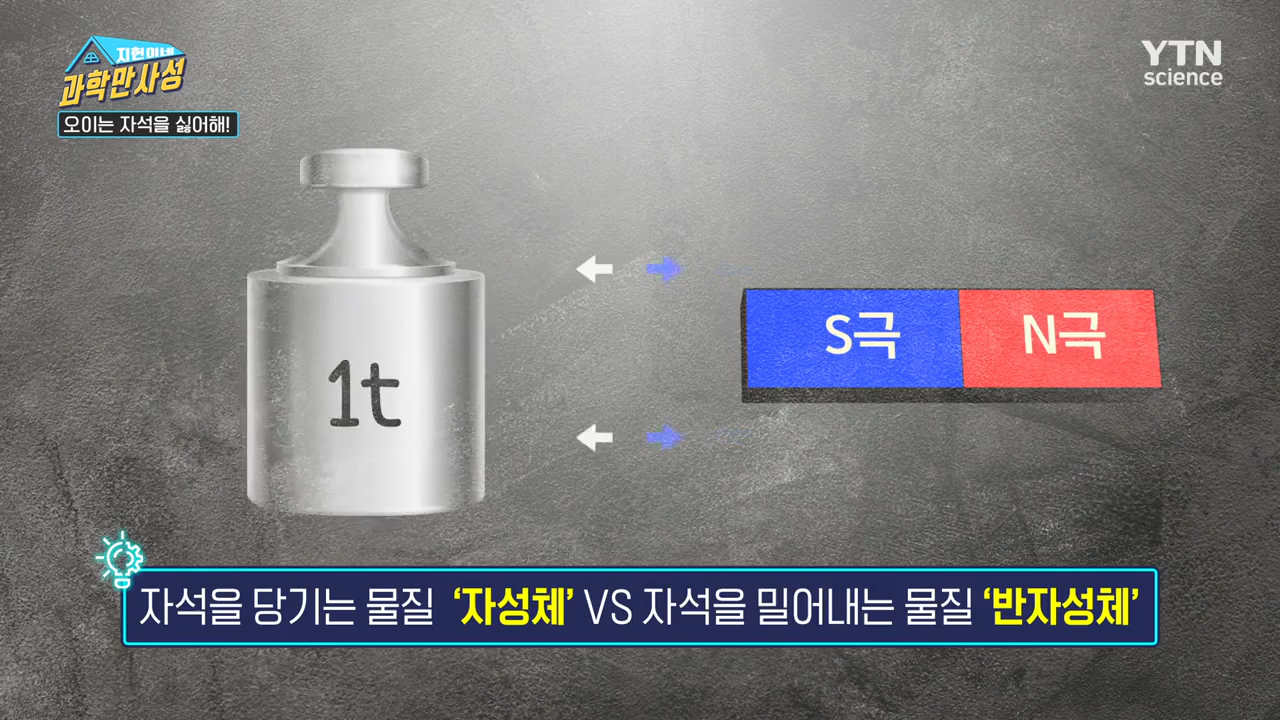 지현이네
과학만사성
오이는 자석을 싫어해!
YTN
science
1t
S극 N극
자석을 당기는 물질 ‘자성체’ VS 자석을 밀어내는 물질 ‘반자성체’